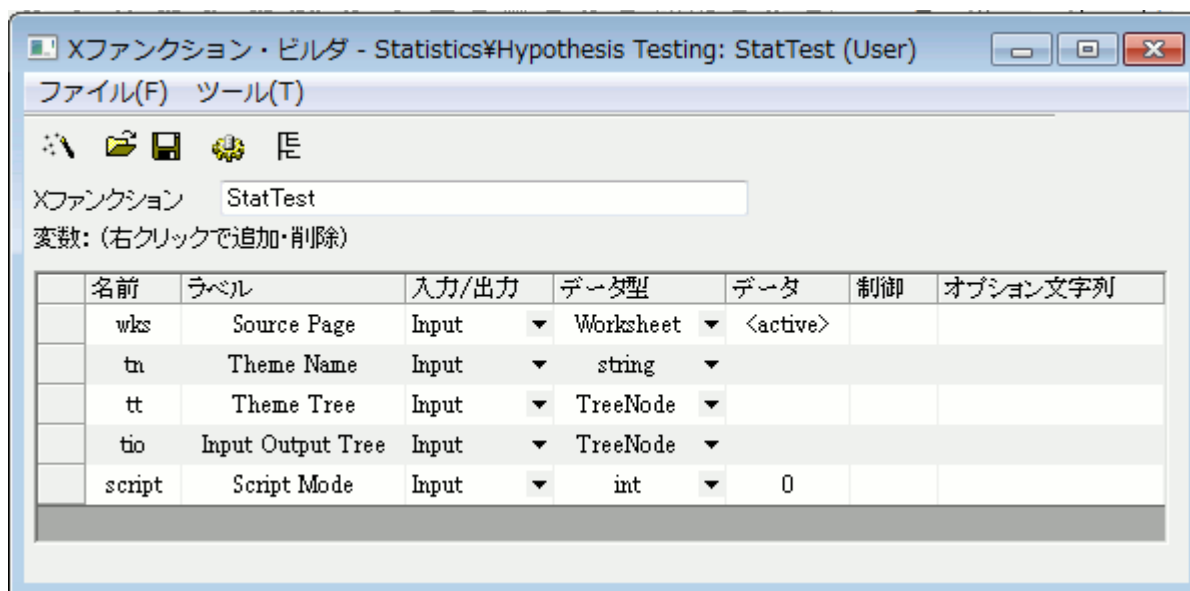 Xファンクション・ビルダ - Statistics¥Hypothesis Testing: StatTest (User)
ファイル(F) ツール(T)
Xファンクション StatTest
変数: (右クリックで追加・削除)
名前 ラベル 入力/出力 データ型 データ 制御 オプション文字列
wks Source Page Input Worksheet <active>
tn Theme Name Input string
tt Theme Tree Input TreeNode
tio Input Output Tree Input TreeNode
script Script Mode Input int 0